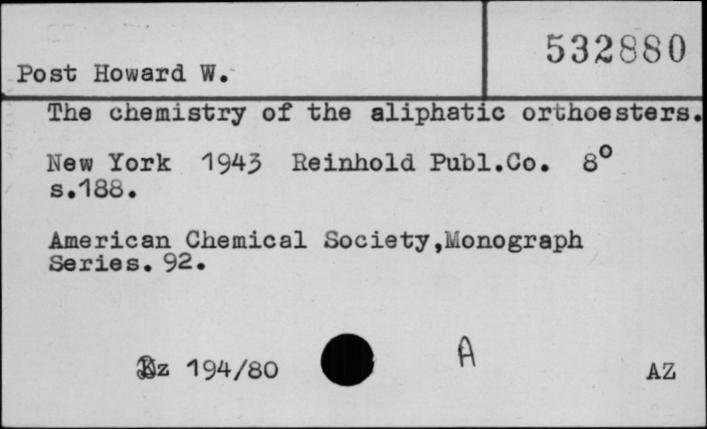 532880
Post Howard W.
The chemistry of the aliphatic orthoesters.
New York 1943 Reinhold Publ.Co. 8°
s.188.
American Chemical Society,Monograph
Series. 92.
194/80 A AZ